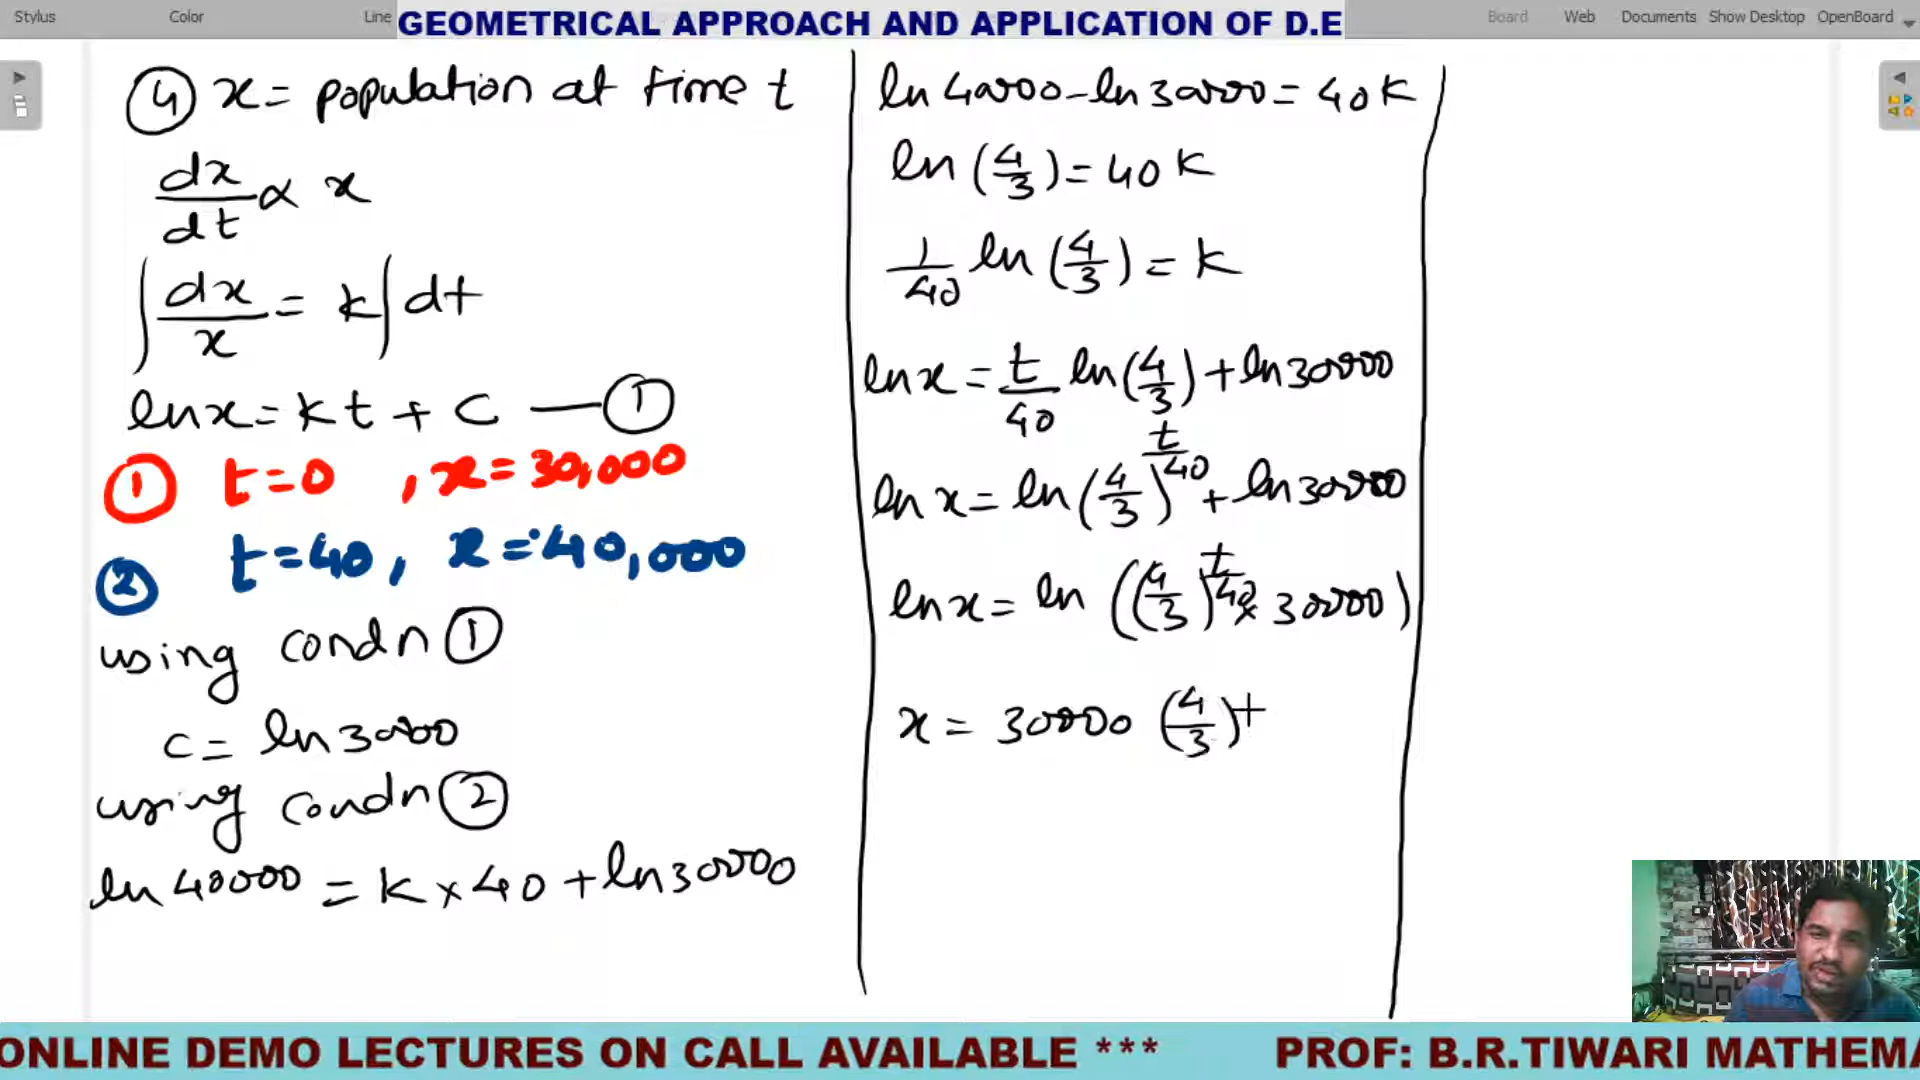 Stylus Color Line Board Web Documents Show Desktop OpenBoard
GEOMETRICAL APPROACH AND APPLICATION OF D.E
④ x = population at time t
dx/dt ∝ x
∫ dx/x = k ∫ dt
ln x = kt + c — ①
① t=0 , x=30,000
② t=40, x=40,000
using condn ①
c = ln 30000
using condn ②
ln 40000 = k × 40 + ln 30000
ln 40000 - ln 30000 = 40 k
ln (4/3) = 40 k
1/40 ln (4/3) = k
ln x = t/40 ln (4/3) + ln 30000
ln x = ln (4/3)^(t/40) + ln 30000
ln x = ln ((4/3)^(t/40) × 30000)
x = 30000 (4/3)^t
ONLINE DEMO LECTURES ON CALL AVAILABLE *** PROF: B.R.TIWARI MATHEMA